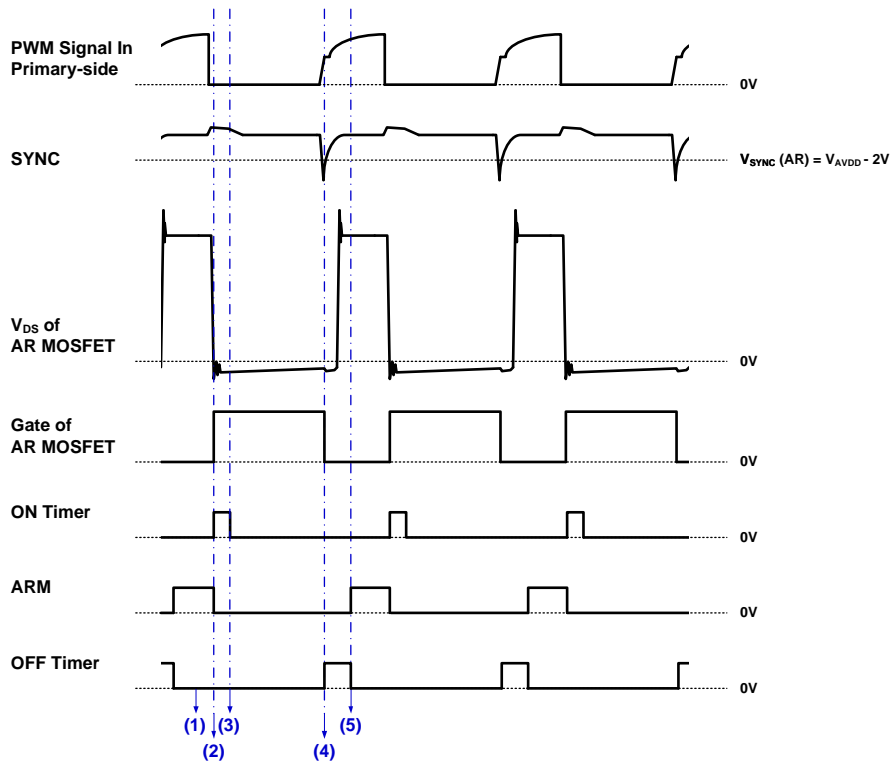 PWM Signal In
Primary-side
0V
SYNC
VSYNC (AR) = VAVDD - 2V
VDS of
AR MOSFET
0V
Gate of
AR MOSFET
0V
ON Timer
0V
ARM
0V
OFF Timer
0V
(1)
(2)
(3)
(4)
(5)